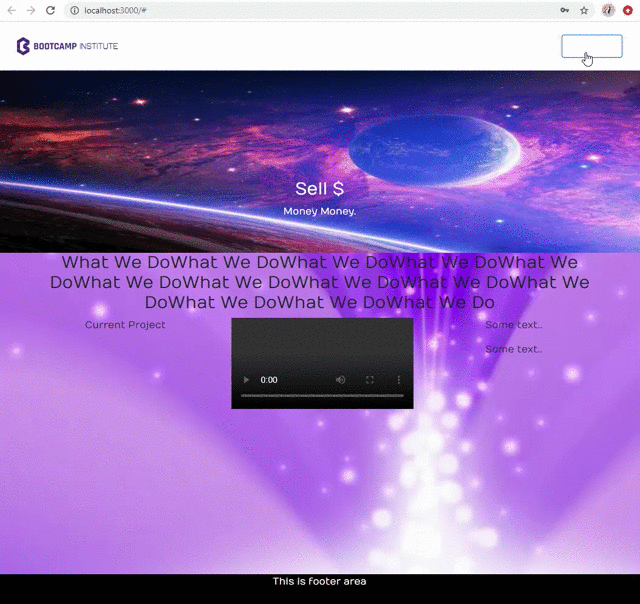 localhost:3000/#
BOOTCAMP INSTITUTE
Sell $
Money Money.
What We DoWhat We DoWhat We DoWhat We DoWhat We
DoWhat We DoWhat We DoWhat We DoWhat We DoWhat We
DoWhat We DoWhat We DoWhat We Do
Current Project
0:00
Some text..
Some text..
This is footer area